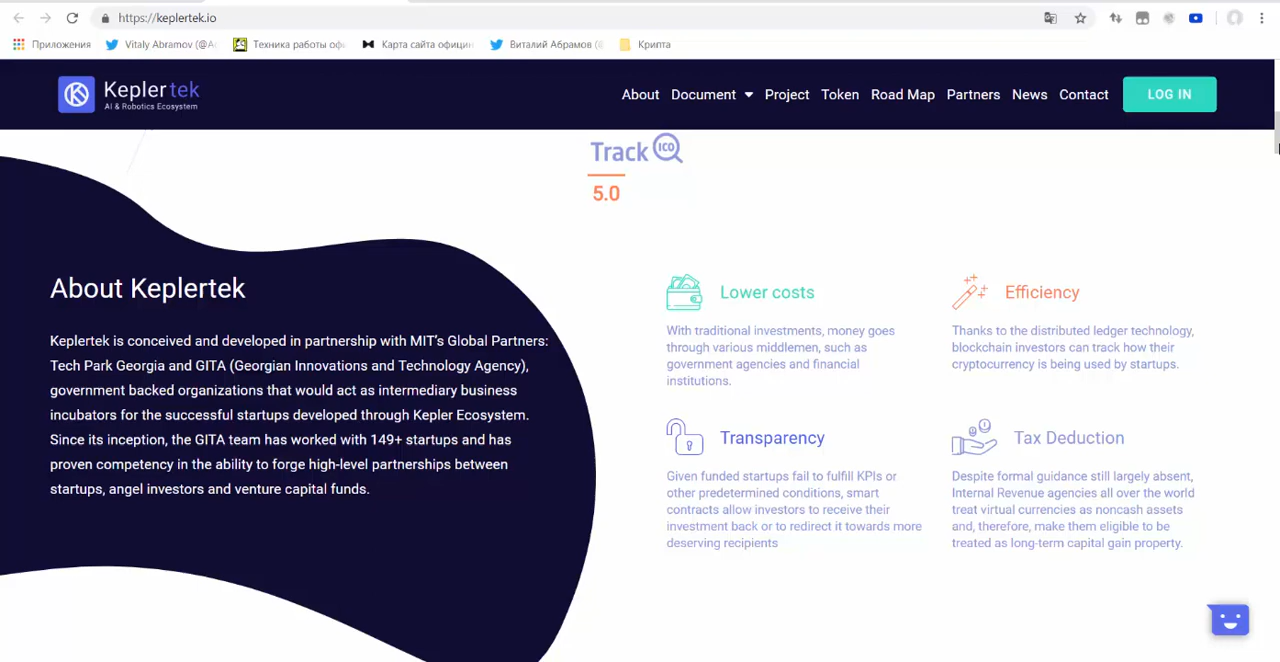 https://keplertek.io
Приложения
Vitaly Abramov (@A
Техника работы
Карта сайта официн
Виталий Абрамов (
Крипта
Keplertek
AI & Robotics Ecosystem
About Document Project Token Road Map Partners News Contact LOG IN
Track ICO
5.0
About Keplertek
Keplertek is conceived and developed in partnership with MIT's Global Partners:
Tech Park Georgia and GITA (Georgian Innovations and Technology Agency),
government backed organizations that would act as intermediary business
incubators for the successful startups developed through Kepler Ecosystem.
Since its inception, the GITA team has worked with 149+ startups and has
proven competency in the ability to forge high-level partnerships between
startups, angel investors and venture capital funds.
Lower costs
With traditional investments, money goes
through various middlemen, such as
government agencies and financial
institutions.
Efficiency
Thanks to the distributed ledger technology,
blockchain investors can track how their
cryptocurrency is being used by startups.
Transparency
Given funded startups fail to fulfill KPIs or
other predetermined conditions, smart
contracts allow investors to receive their
investment back or to redirect it towards more
deserving recipients
Tax Deduction
Despite formal guidance still largely absent,
Internal Revenue agencies all over the world
treat virtual currencies as noncash assets
and, therefore, make them eligible to be
treated as long-term capital gain property.